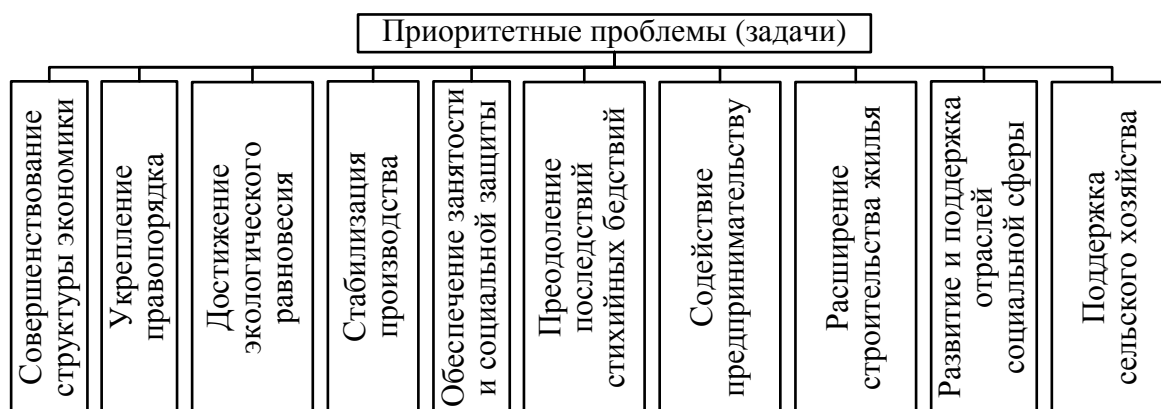 Приоритетные проблемы (задачи)
Совершенствование
структуры экономики
Укрепление
правопорядка
Достижение
экологического
равновесия
Стабилизация
производства
Обеспечение занятости
и социальной защиты
Преодоление
последствий
стихийных бедствий
Содействие
предпринимательству
Расширение
строительства жилья
Развитие и поддержка
отраслей
социальной сферы
Поддержка
сельского хозяйства